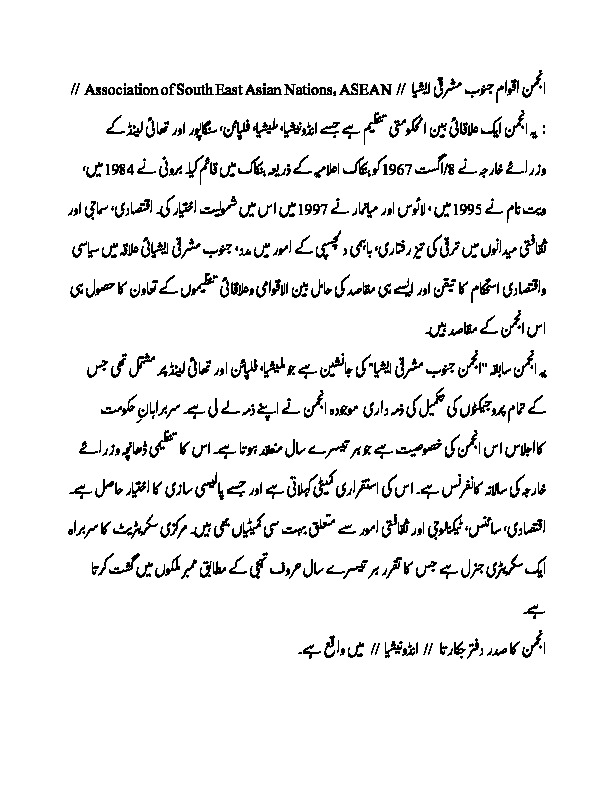 انجمن اقوام جنوب مشرقی ایشیا // Association of South East Asian Nations, ASEAN //
: یہ انجمن ایک علاقائی بین الحکومتی تنظیم ہے جسے انڈونیشیا، ملیشیا، فلپائن، سنگاپور اور تھائی لینڈ کے
وزرائے خارجہ نے 8/اگست 1967 کو بنکاک اعلامیہ کے ذریعہ بنکاک میں قائم کیا۔ برونی نے 1984 میں،
ویت نام نے 1995 میں ، لائوس اور میانمار نے 1997 میں اس میں شمولیت اختیار کی۔ اقتصادی، سماجی اور
ثقافتی میدانوں میں ترقی کی تیز رفتاری، باہمی دلچسپی کے امور میں مدد، جنوب مشرقی ایشیائی علاقہ میں سیاسی
واقتصادی استحکام کا تیقن اور ایسے ہی مقاصد کی حامل بین الاقوامی وعلاقائی تنظیموں کے تعاون کا حصول ہی
اس انجمن کے مقاصد ہیں۔
یہ انجمن سابقہ "انجمن جنوب مشرقی ایشیا" کی جانشین ہے جو ملیشیا، فلپائن اور تھائی لینڈ پر مشتمل تھی جس
کے تمام پروجیکٹوں کی تکمیل کی ذمہ داری موجودہ انجمن نے اپنے ذمہ لے لی ہے۔ سربراہانِ حکومت
کااجلاس اس انجمن کی خصوصیت ہے جو ہر تیسرے سال منعقد ہوتا ہے۔ اس کا تنظیمی ڈھانچہ وزرائے
خارجہ کی سالانہ کانفرنس ہے۔ اس کی استقراری کمیٹی کہلاتی ہے اور جسے پالیسی سازی کا اختیار حاصل ہے۔
اقتصادی، سائنس، ٹیکنالوجی اور ثقافتی امور سے متعلق بہت سی کمیٹیاں بھی ہیں۔ مرکزی سکریٹریٹ کا سربراہ
ایک سکریٹری جنرل ہے جس کا تقرر ہر تیسرے سال حروف تہجی کے مطابق ممبر ملکوں میں گشت کرتا
ہے۔
انجمن کا صدر دفتر جکارتا // انڈونیشیا // میں واقع ہے۔